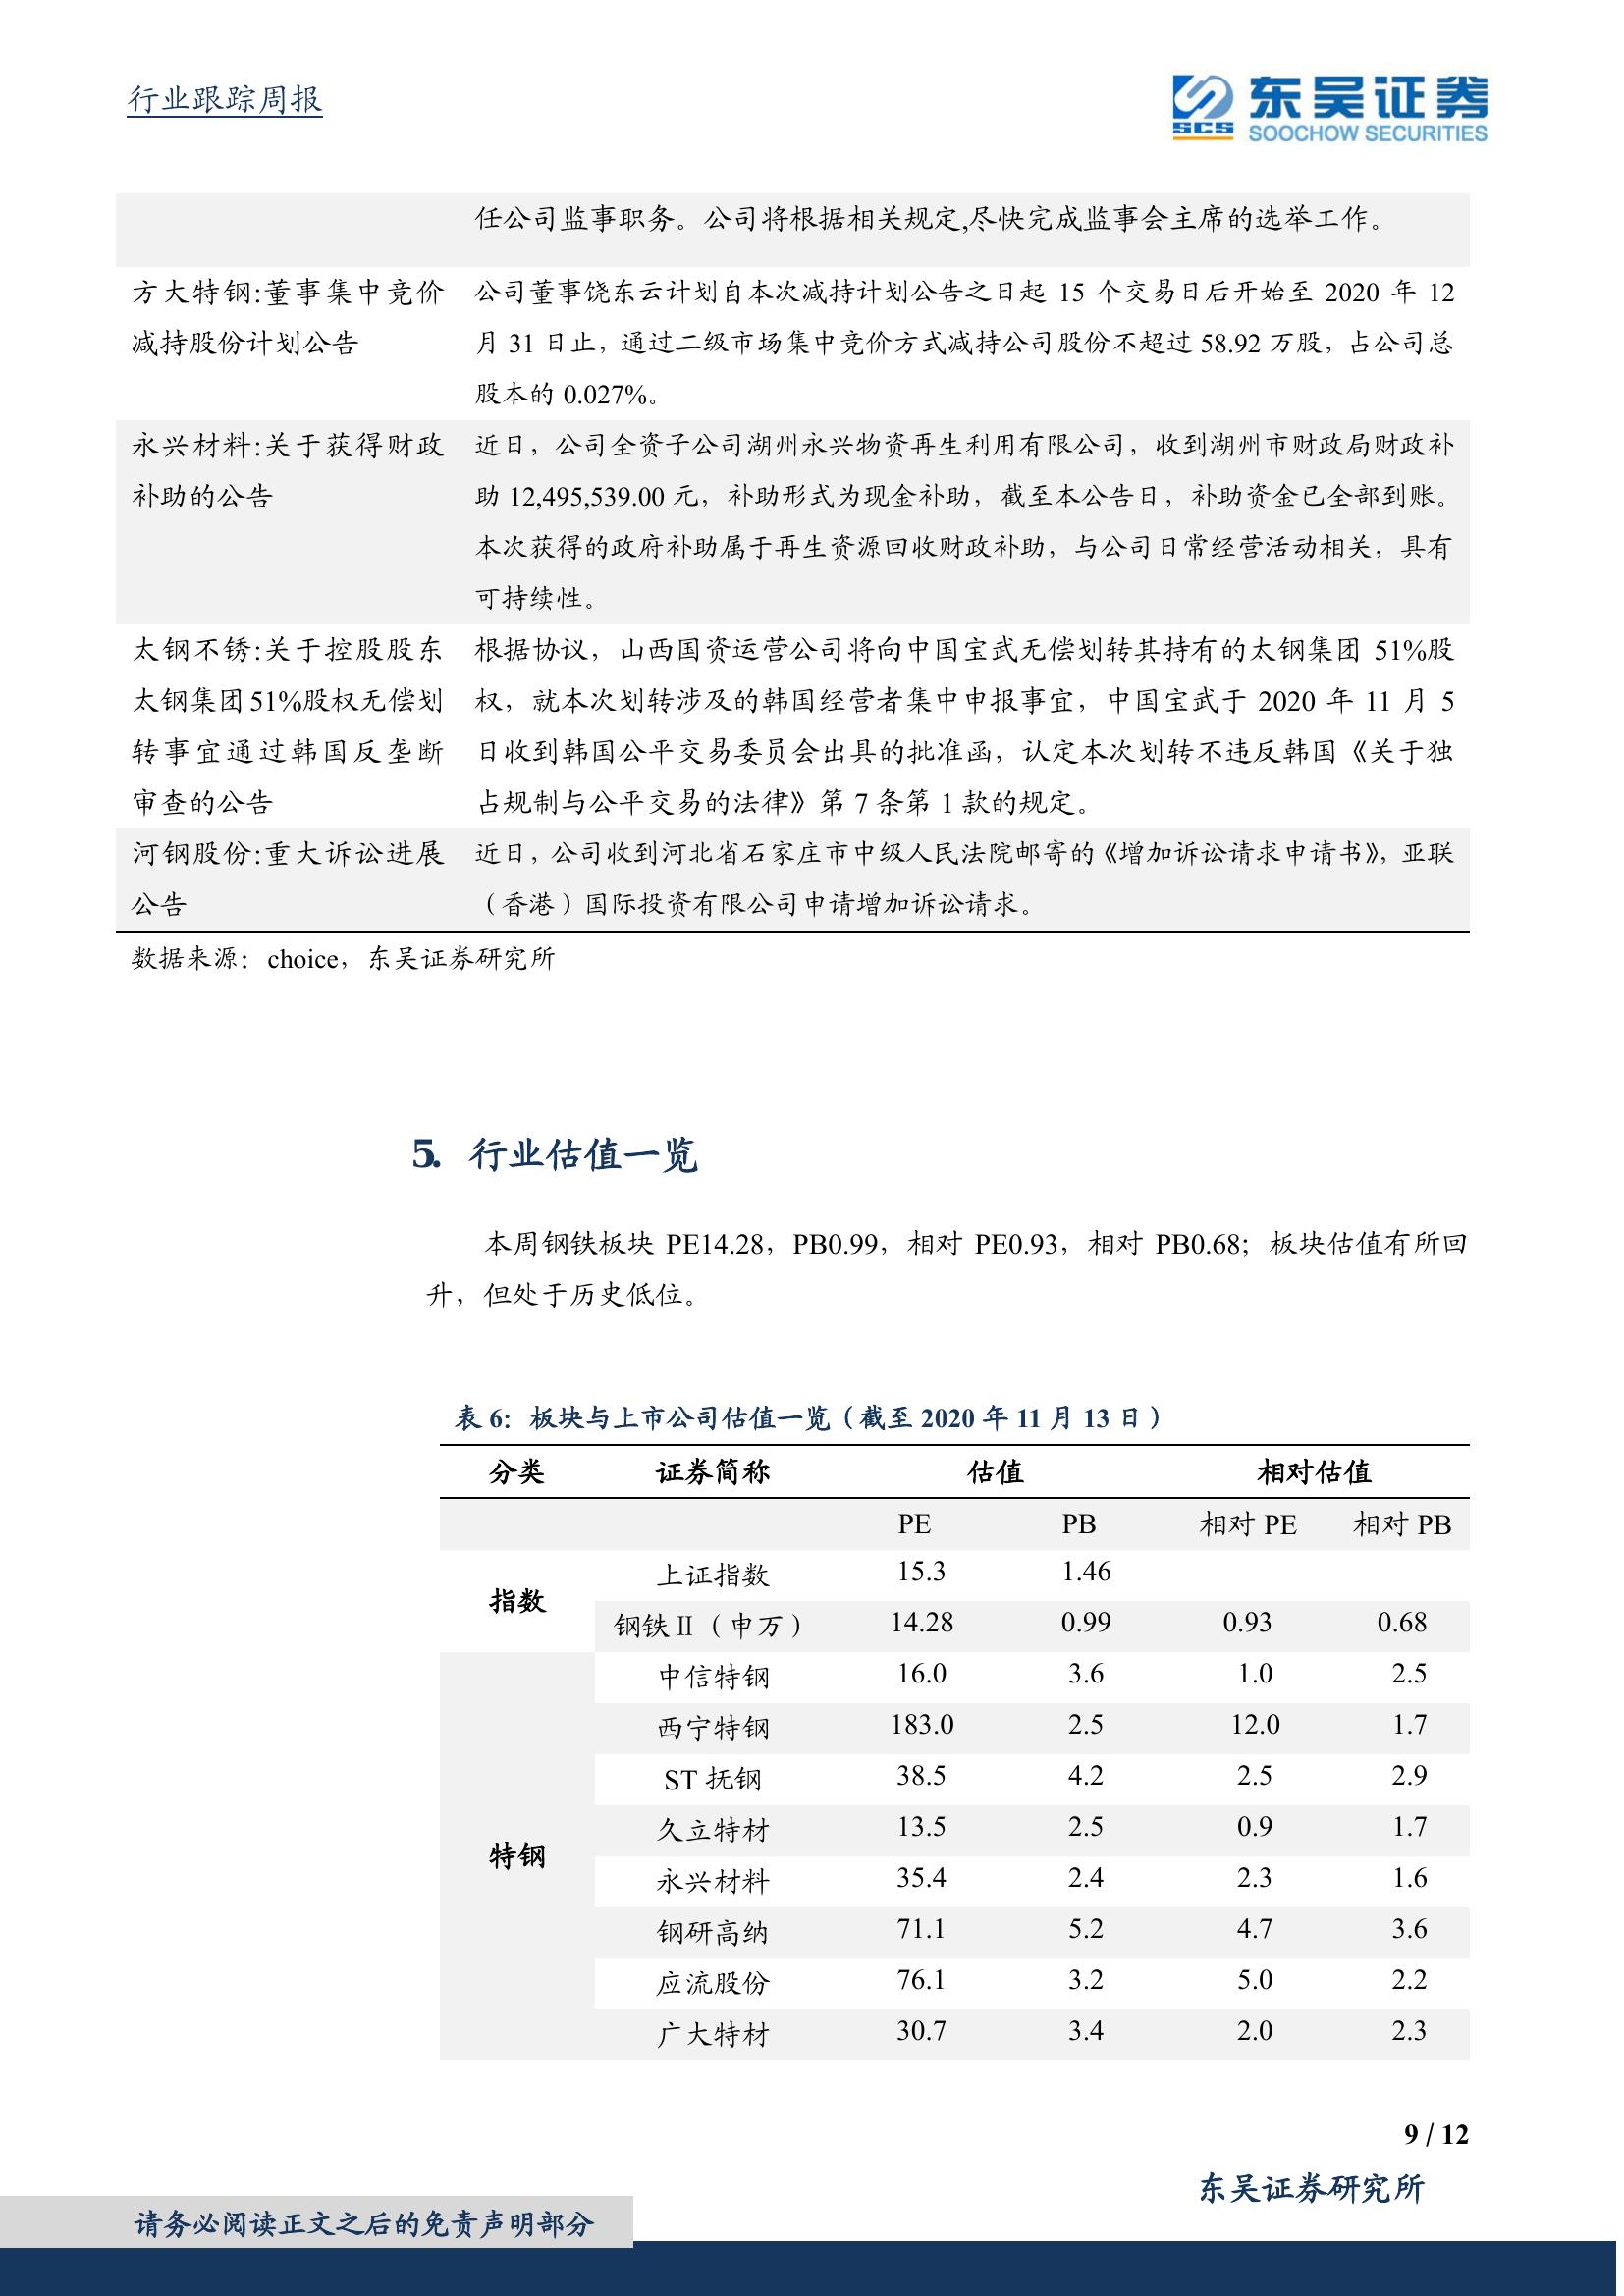 行业跟踪周报
东吴证券
SCS
SOOCHOW SECURITIES
任公司监事职务。公司将根据相关规定,尽快完成监事会主席的选举工作。
方大特钢:董事集中竞价
减持股份计划公告
公司董事饶东云计划自本次减持计划公告之日起 15 个交易日后开始至 2020 年 12
月 31 日止，通过二级市场集中竞价方式减持公司股份不超过 58.92 万股，占公司总
股本的 0.027%。
永兴材料:关于获得财政
补助的公告
近日，公司全资子公司湖州永兴物资再生利用有限公司，收到湖州市财政局财政补
助 12,495,539.00 元，补助形式为现金补助，截至本公告日，补助资金已全部到账。
本次获得的政府补助属于再生资源回收财政补助，与公司日常经营活动相关，具有
可持续性。
太钢不锈:关于控股股东
太钢集团 51%股权无偿划
转事宜通过韩国反垄断
审查的公告
根据协议，山西国资运营公司将向中国宝武无偿划转其持有的太钢集团 51%股
权，就本次划转涉及的韩国经营者集中申报事宜，中国宝武于 2020 年 11 月 5
日收到韩国公平交易委员会出具的批准函，认定本次划转不违反韩国《关于独
占规制与公平交易的法律》第 7 条第 1 款的规定。
河钢股份:重大诉讼进展
公告
近日，公司收到河北省石家庄市中级人民法院邮寄的《增加诉讼请求申请书》，亚联
（香港）国际投资有限公司申请增加诉讼请求。
数据来源：choice，东吴证券研究所
5. 行业估值一览
本周钢铁板块 PE14.28，PB0.99，相对 PE0.93，相对 PB0.68；板块估值有所回
升，但处于历史低位。
表 6：板块与上市公司估值一览（截至 2020 年 11 月 13 日）
分类 证券简称 估值 相对估值
PE PB 相对 PE 相对 PB
指数
上证指数 15.3 1.46
钢铁Ⅱ（申万） 14.28 0.99 0.93 0.68
特钢
中信特钢 16.0 3.6 1.0 2.5
西宁特钢 183.0 2.5 12.0 1.7
ST 抚钢 38.5 4.2 2.5 2.9
久立特材 13.5 2.5 0.9 1.7
永兴材料 35.4 2.4 2.3 1.6
钢研高纳 71.1 5.2 4.7 3.6
应流股份 76.1 3.2 5.0 2.2
广大特材 30.7 3.4 2.0 2.3
9 / 12
东吴证券研究所
请务必阅读正文之后的免责声明部分